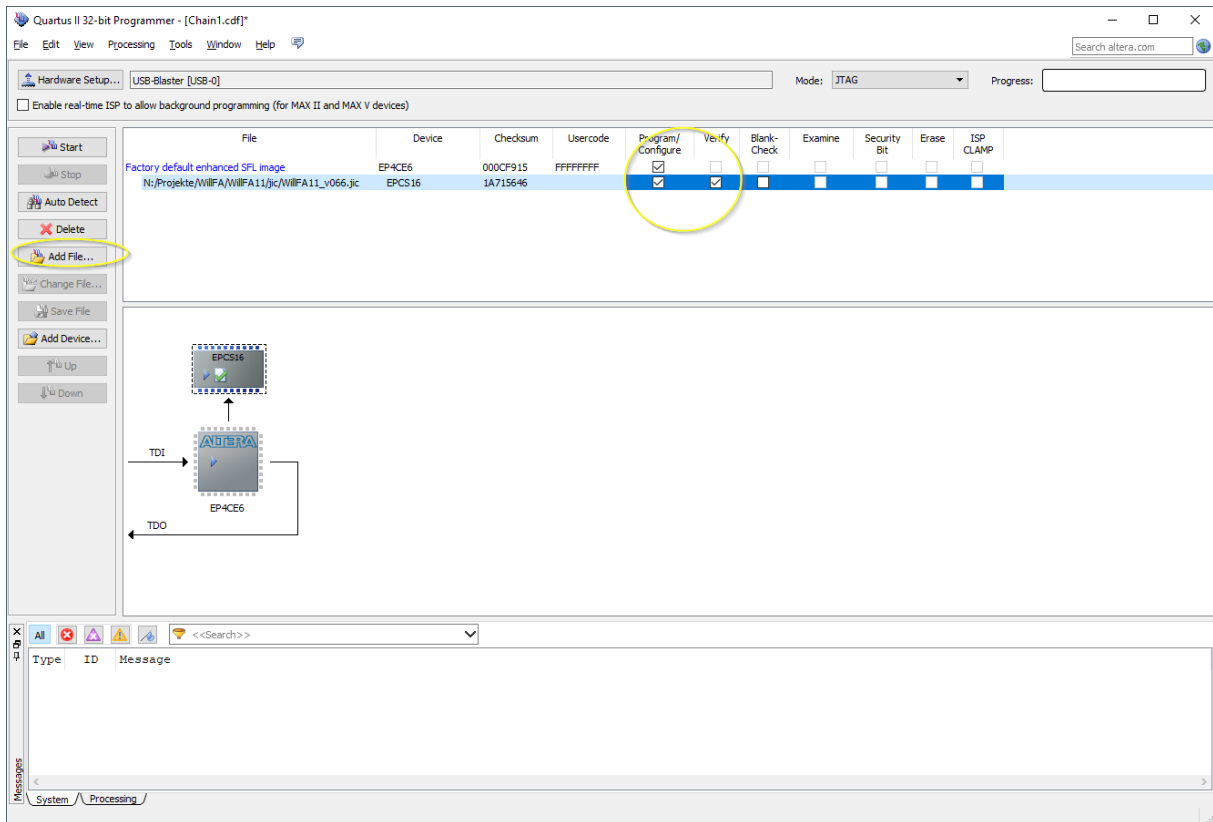 Quartus II 32-bit Programmer - [Chain1.cdf]*
File Edit View Processing Tools Window Help
Search altera.com
Hardware Setup... USB-Blaster [USB-0] Mode: JTAG Progress:
Enable real-time ISP to allow background programming (for MAX II and MAX V devices)
Start
Stop
Auto Detect
Delete
Add File...
Change File...
Save File
Add Device...
Up
Down
File Device Checksum Usercode Program/ Configure Verify Blank- Check Examine Security Bit Erase ISP CLAMP
Factory default enhanced SFL image EP4CE6 000CF915 FFFFFFFF
N:/Projekte/WillFA/WillFA11/jic/WillFA11_v066.jic EPCS16 1A715646
EPCS16
ALTERA
TDI
EP4CE6
TDO
All <<Search>>
Type ID Message
Messages
System Processing